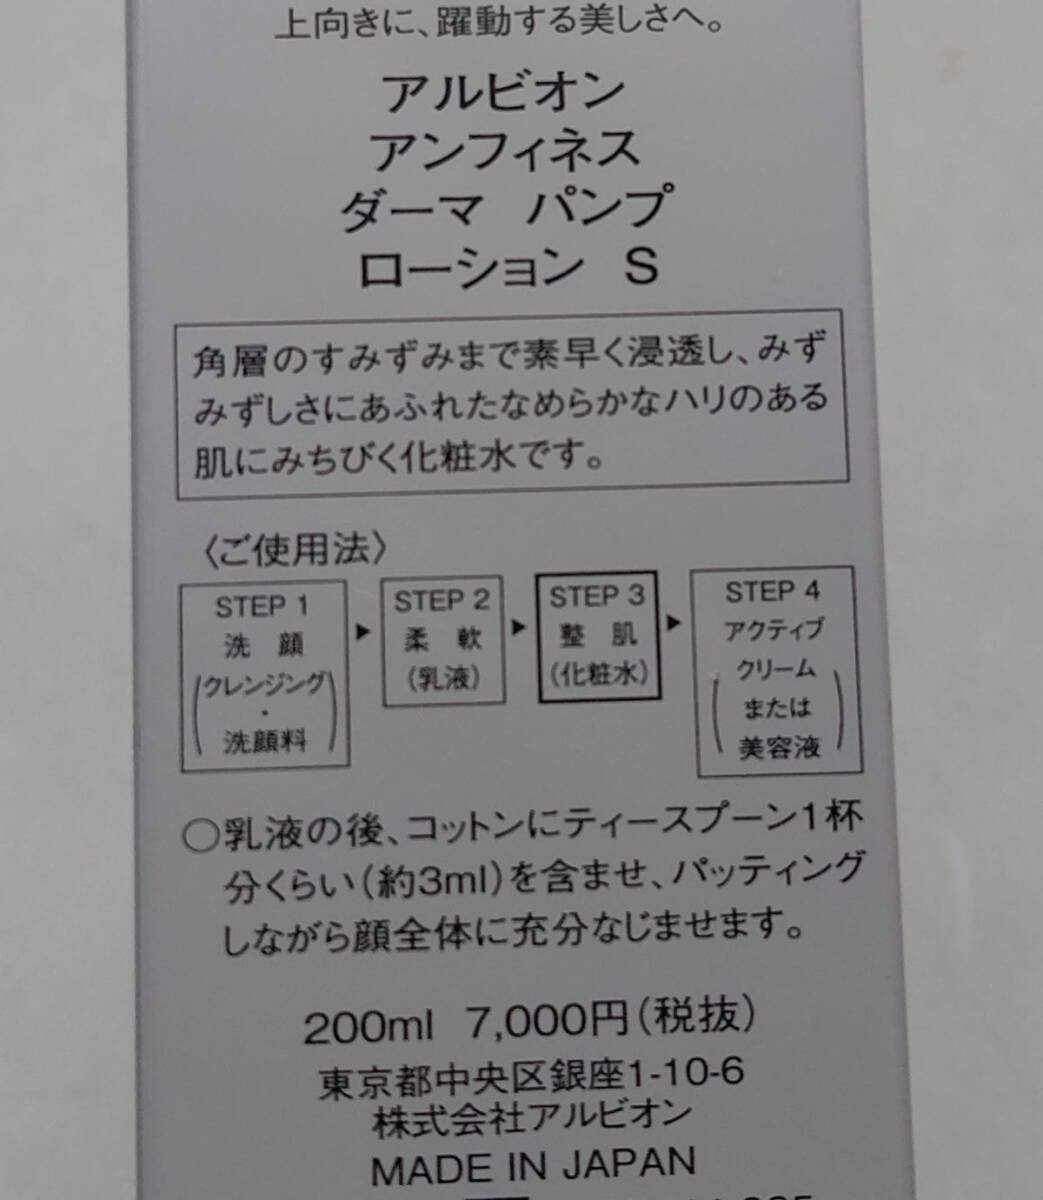 上向きに、躍動する美しさへ。
アルビオン
アンフィネス
ダーマ パンプ
ローション S
角層のすみずみまで素早く浸透し、みず
みずしさにあふれたなめらかなハリのある
肌にみちびく化粧水です。
〈ご使用法〉
STEP 1
洗 顔
(クレンジング
・
洗顔料)
▶
STEP 2
柔 軟
(乳液)
▶
STEP 3
整 肌
(化粧水)
▶
STEP 4
アクティブ
(クリーム
または
美容液)
○乳液の後、コットンにティースプーン1杯
分くらい(約3ml)を含ませ、パッティング
しながら顔全体に充分なじませます。
200ml 7,000円(税抜)
東京都中央区銀座1-10-6
株式会社アルビオン
MADE IN JAPAN